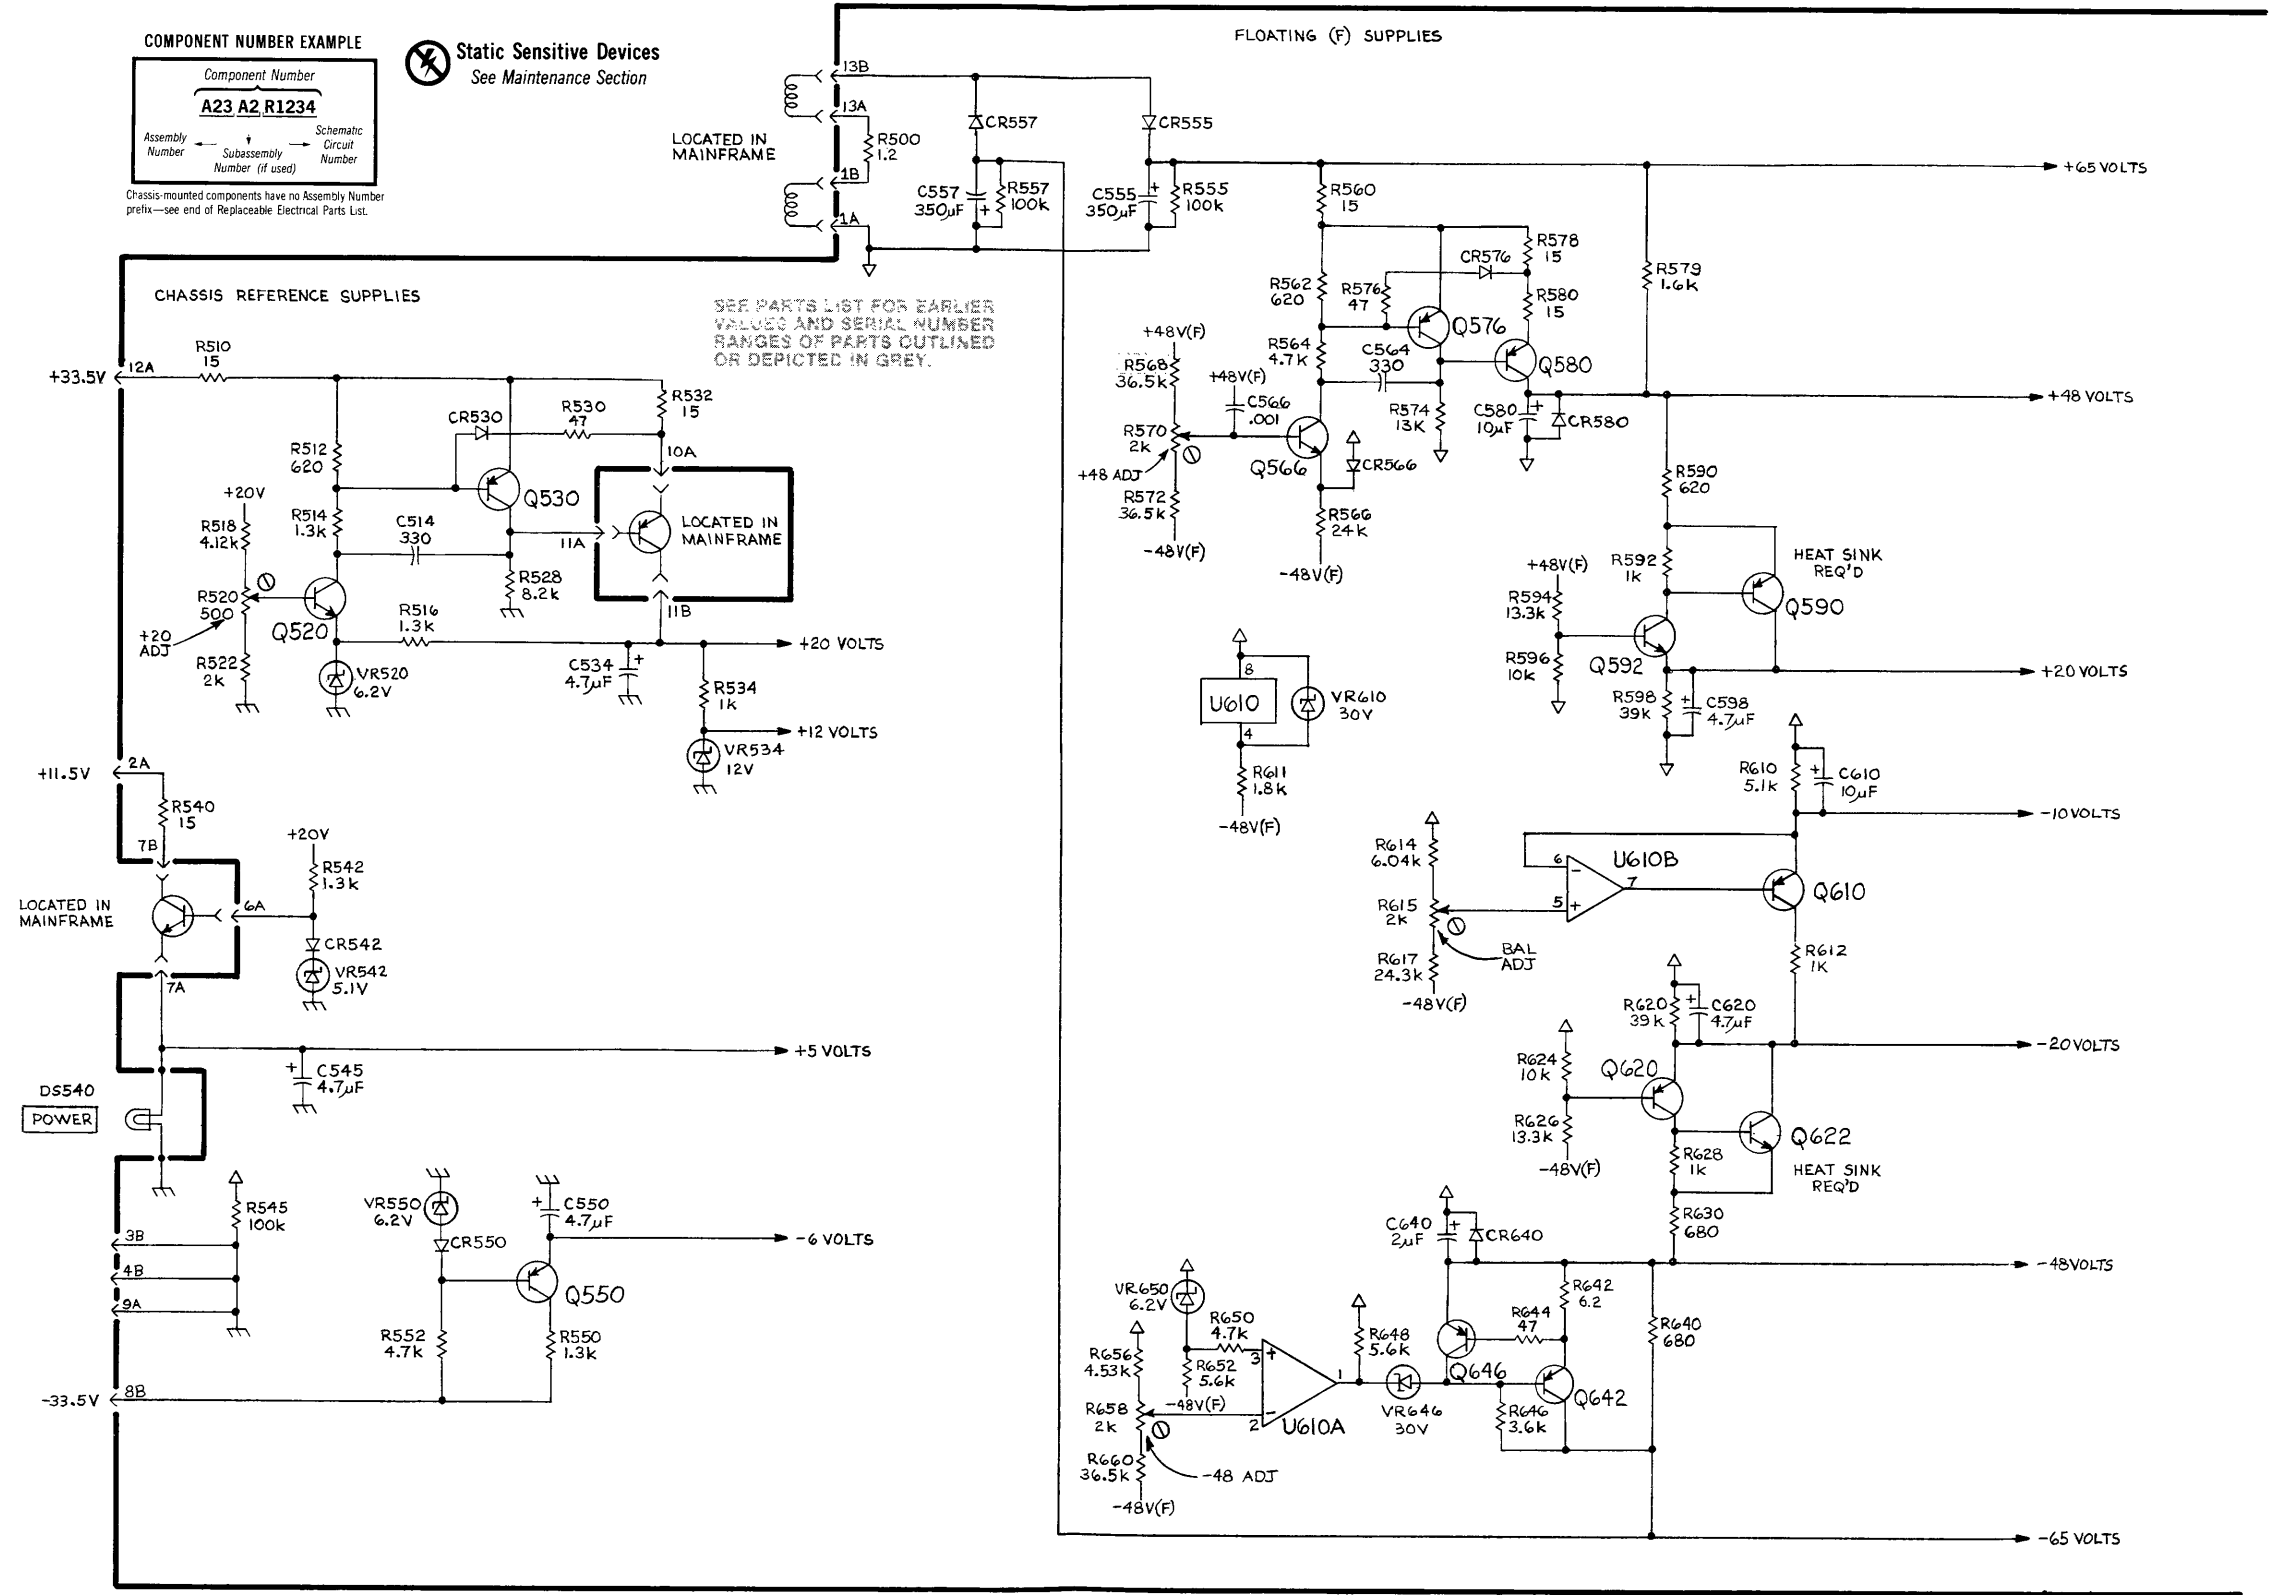 COMPONENT NUMBER EXAMPLE
Component Number
A23 A2 R1234
Assembly
Number
Subassembly
Number (if used)
Schematic
Circuit
Number
Chassis-mounted components have no Assembly Number
prefix—see end of Replaceable Electrical Parts List.
Static Sensitive Devices
See Maintenance Section
FLOATING (F) SUPPLIES
LOCATED IN
MAINFRAME
13B
13A
R500
1.2
1B
1A
CR557
CR555
C557
350µF
+
R557
100k
C555
350µF
+
R555
100k
+65 VOLTS
R560
15
R562
620
R576
47
CR576
R578
15
R580
15
R579
1.6k
Q576
Q580
R564
4.7k
C564
330
+48V(F)
R568
36.5k
+48V(F)
C566
.001
R570
2k
+48 ADJ
R572
36.5k
-48V(F)
Q566
CR566
R566
24k
-48V(F)
R574
13K
C580
10µF
+
CR580
+48 VOLTS
R590
620
R592
1k
HEAT SINK
REQ'D
Q590
+48V(F)
R594
13.3k
R596
10k
Q592
R598
39k
+
C598
4.7µF
+20 VOLTS
8
U610
4
VR610
30V
R611
1.8k
-48V(F)
R610
5.1k
+
C610
10µF
-10 VOLTS
R614
6.04k
R615
2k
BAL
ADJ
R617
24.3k
-48V(F)
6
-
5
+
7
U610B
Q610
R612
1K
R620
39k
+
C620
4.7µF
-20 VOLTS
R624
10k
R626
13.3k
-48V(F)
Q620
Q622
R628
1k
HEAT SINK
REQ'D
R630
680
C640
2µF
+
CR640
-48 VOLTS
R642
6.2
R644
47
R640
680
VR650
6.2V
R650
4.7k
R652
5.6k
-48V(F)
R656
4.53k
R658
2k
-48 ADJ
R660
36.5k
-48V(F)
3
+
2
-
1
U610A
R648
5.6k
VR646
30V
Q646
Q642
R646
3.6k
-65 VOLTS
CHASSIS REFERENCE SUPPLIES
SEE PARTS LIST FOR EARLIER
VALUES AND SERIAL NUMBER
RANGES OF PARTS OUTLINED
OR DEPICTED IN GREY.
+33.5V
12A
R510
15
R512
620
CR530
R530
47
R532
15
10A
Q530
LOCATED IN
MAINFRAME
11A
11B
+20V
R518
4.12k
R514
1.3k
C514
330
R528
8.2k
R520
500
+20
ADJ
R522
2k
Q520
R516
1.3K
VR520
6.2V
C534
4.7µF
+
+20 VOLTS
R534
1k
+12 VOLTS
VR534
12V
+11.5V
2A
R540
15
7B
+20V
R542
1.3k
LOCATED IN
MAINFRAME
6A
CR542
VR542
5.1V
7A
+5 VOLTS
+
C545
4.7µF
DS540
POWER
R545
100k
3B
4B
9A
VR550
6.2V
CR550
+
C550
4.7µF
-6 VOLTS
Q550
R552
4.7k
R550
1.3k
-33.5V
8B